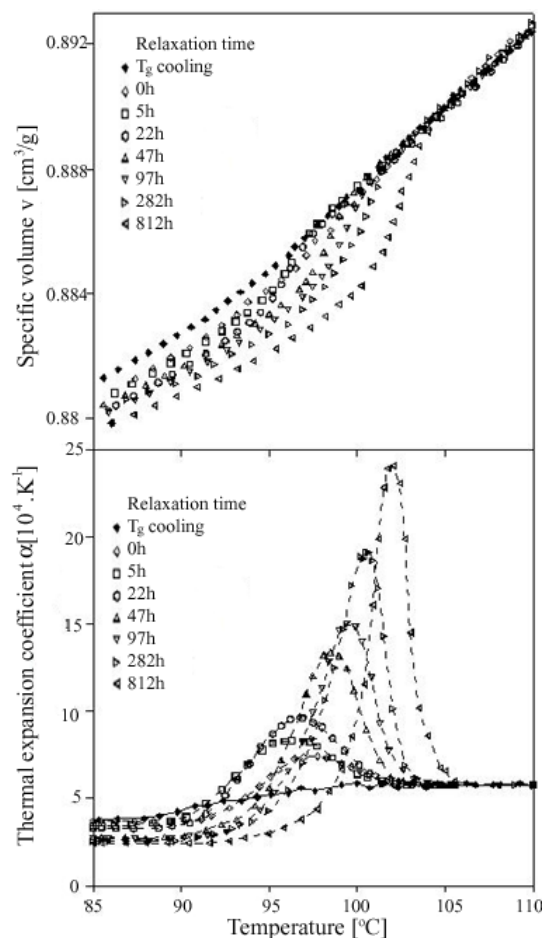 Specific volume v [cm³/g]
0.892
0.888
0.884
0.88
Relaxation time
Tg cooling
0h
5h
22h
47h
97h
282h
812h
Thermal expansion coefficient α[10⁴.K⁻¹]
25
20
15
10
5
0
Relaxation time
Tg cooling
0h
5h
22h
47h
97h
282h
812h
85 90 95 100 105 110
Temperature [°C]